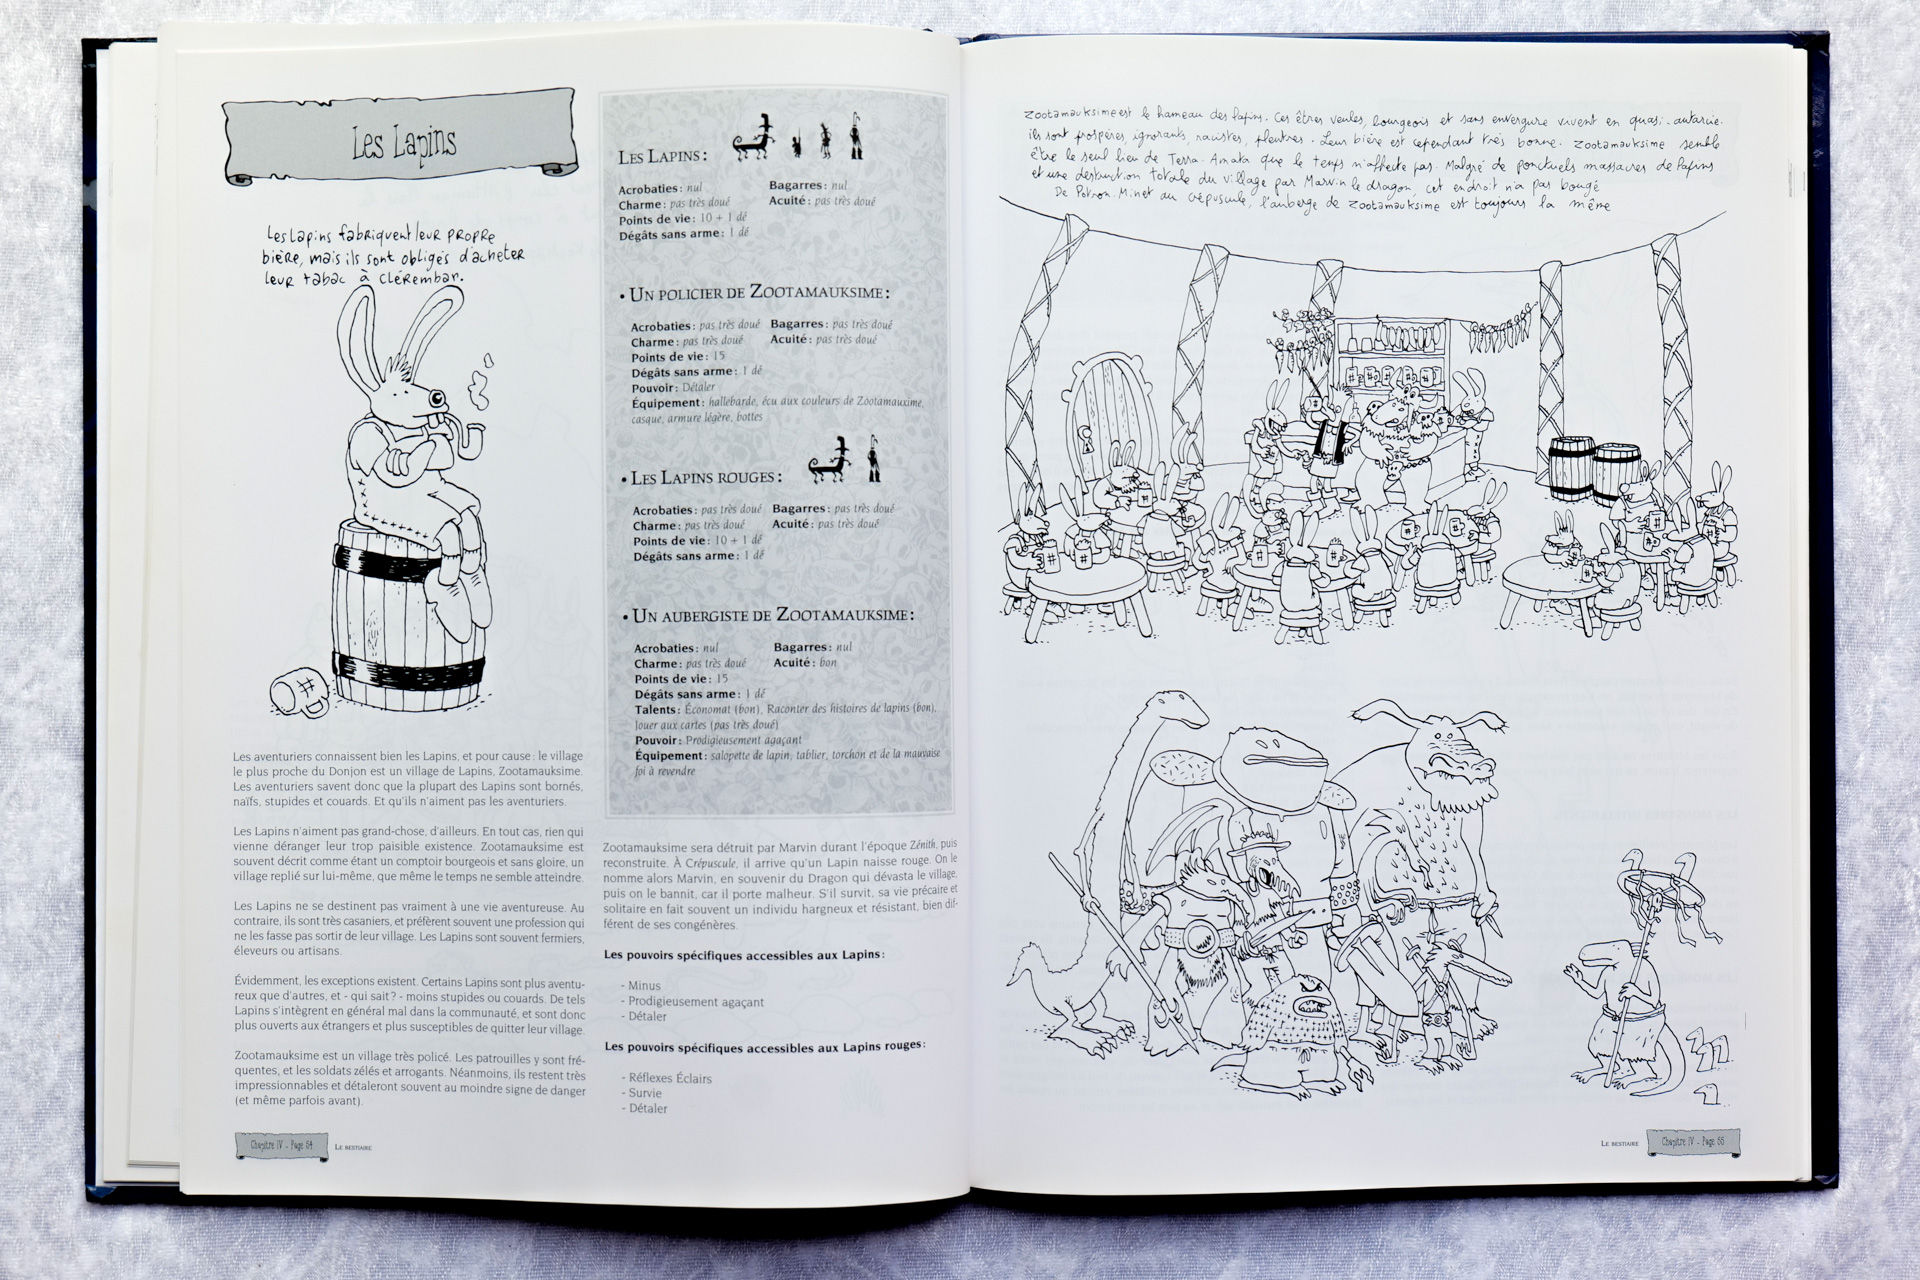 Les Lapins
Les Lapins fabriquent leur propre
bière, mais ils sont obligés d'acheter
leur tabac à Clérembar.
Les aventuriers connaissent bien les Lapins, et pour cause : le village
le plus proche du Donjon est un village de Lapins, Zootamauksime.
Les aventuriers savent donc que la plupart des Lapins sont bornés,
naïfs, stupides et couards. Et qu'ils n'aiment pas les aventuriers.
Les Lapins n'aiment pas grand-chose, d'ailleurs. En tout cas, rien qui
vienne déranger leur trop paisible existence. Zootamauksime est
souvent décrit comme étant un comptoir bourgeois et sans gloire, un
village replié sur lui-même, que même le temps ne semble atteindre.
Les Lapins ne se destinent pas vraiment à une vie aventureuse. Au
contraire, ils sont très casaniers, et préfèrent souvent une profession qui
ne les fasse pas sortir de leur village. Les Lapins sont souvent fermiers,
éleveurs ou artisans.
Évidemment, les exceptions existent. Certains Lapins sont plus aventu-
reux que d'autres, et - qui sait ? - moins stupides ou couards. De tels
Lapins s'intègrent en général mal dans la communauté, et sont donc
plus ouverts aux étrangers et plus susceptibles de quitter leur village.
Zootamauksime est un village très policé. Les patrouilles y sont fré-
quentes, et les soldats zélés et arrogants. Néanmoins, ils restent très
impressionnables et détaleront souvent au moindre signe de danger
(et même parfois avant).
Chapitre IV - Page 64
Le bestiaire
Les Lapins :
Acrobaties : nul Bagarres : nul
Charme : pas très doué Acuité : pas très doué
Points de vie : 10 + 1 dé
Dégâts sans arme : 1 dé
• Un policier de Zootamauksime :
Acrobaties : pas très doué Bagarres : pas très doué
Charme : pas très doué Acuité : pas très doué
Points de vie : 15
Dégâts sans arme : 1 dé
Pouvoir : Détaler
Équipement : hallebarde, écu aux couleurs de Zootamauxime,
casque, armure légère, bottes
• Les Lapins rouges :
Acrobaties : pas très doué Bagarres : pas très doué
Charme : pas très doué Acuité : pas très doué
Points de vie : 10 + 1 dé
Dégâts sans arme : 1 dé
• Un aubergiste de Zootamauksime :
Acrobaties : nul Bagarres : nul
Charme : pas très doué Acuité : bon
Points de vie : 15
Dégâts sans arme : 1 dé
Talents : Économat (bon), Raconter des histoires de lapins (bon),
Jouer aux cartes (pas très doué)
Pouvoir : Prodigieusement agaçant
Équipement : salopette de lapin, tablier, torchon et de la mauvaise
foi à revendre
Zootamauksime sera détruit par Marvin durant l'époque Zénith, puis
reconstruite. À Crépuscule, il arrive qu'un Lapin naisse rouge. On le
nomme alors Marvin, en souvenir du Dragon qui dévasta le village,
puis on le bannit, car il porte malheur. S'il survit, sa vie précaire et
solitaire en fait souvent un individu hargneux et résistant, bien dif-
férent de ses congénères.
Les pouvoirs spécifiques accessibles aux Lapins :
- Minus
- Prodigieusement agaçant
- Détaler
Les pouvoirs spécifiques accessibles aux Lapins rouges :
- Réflexes Éclairs
- Survie
- Détaler
Zootamauksime est le hameau des lapins. Ces êtres veules, bourgeois et sans envergure vivent en quasi-autarcie.
ils sont prospères, ignorants, racistes, pleutres. Leur bière est cependant très bonne. Zootamauksime semble
être le seul lieu de Terra-Amata que le temps n'affecte pas. Malgré de ponctuels massacres de lapins
et une destruction totale du village par Marvin le dragon, cet endroit n'a pas bougé
De Potron-Minet au crépuscule, l'auberge de Zootamauksime est toujours la même
Le bestiaire
Chapitre IV - Page 65